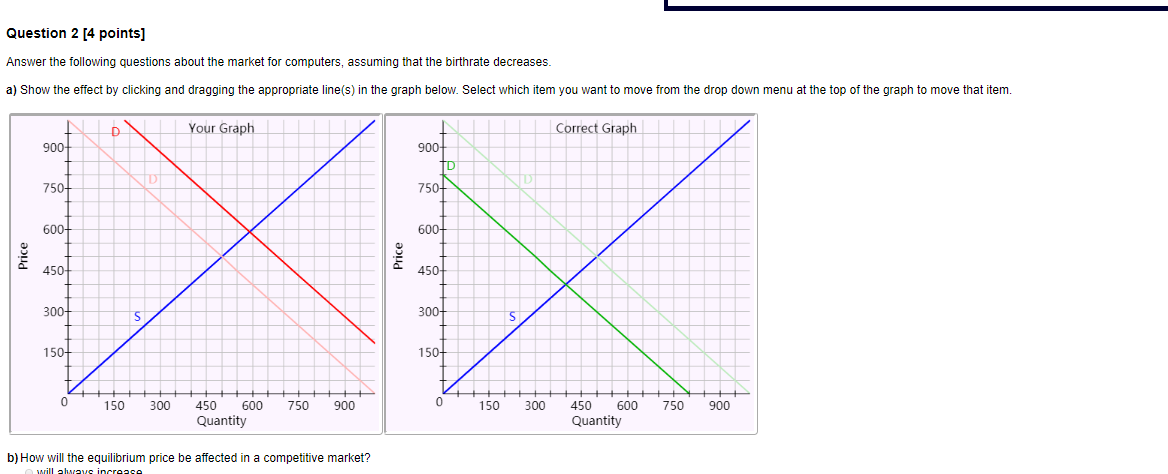 Question 2 [4 points]
Answer the following questions about the market for computers, assuming that the birthrate decreases.
a) Show the effect by clicking and dragging the appropriate line(s) in the graph below. Select which item you want to move from the drop down menu at the top of the graph to move that item.
Your Graph
D
D
S
900
750
600
450
300
150
Price
0 150 300 450 600 750 900
Quantity
Correct Graph
D
D
S
900
750
600
450
300
150
Price
0 150 300 450 600 750 900
Quantity
b) How will the equilibrium price be affected in a competitive market?
will always increase